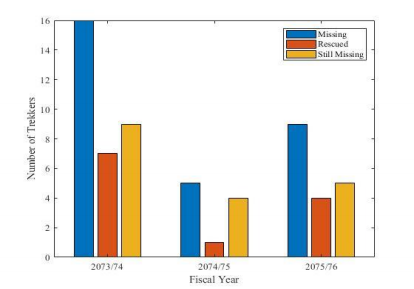 16
14
12
10
8
6
4
2
0
Number of Trekkers
Missing
Rescued
Still Missing
2073/74
2074/75
2075/76
Fiscal Year